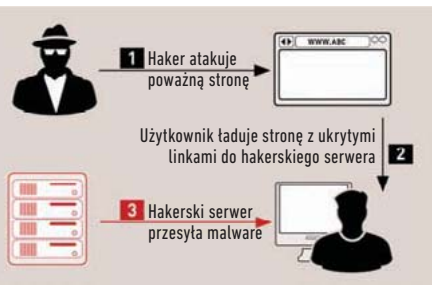 WWW.ABC
1 Haker atakuje
poważną stronę
Użytkownik ładuje stronę z ukrytymi
linkami do hakerskiego serwera 2
3 Hakerski serwer
przesyła malware